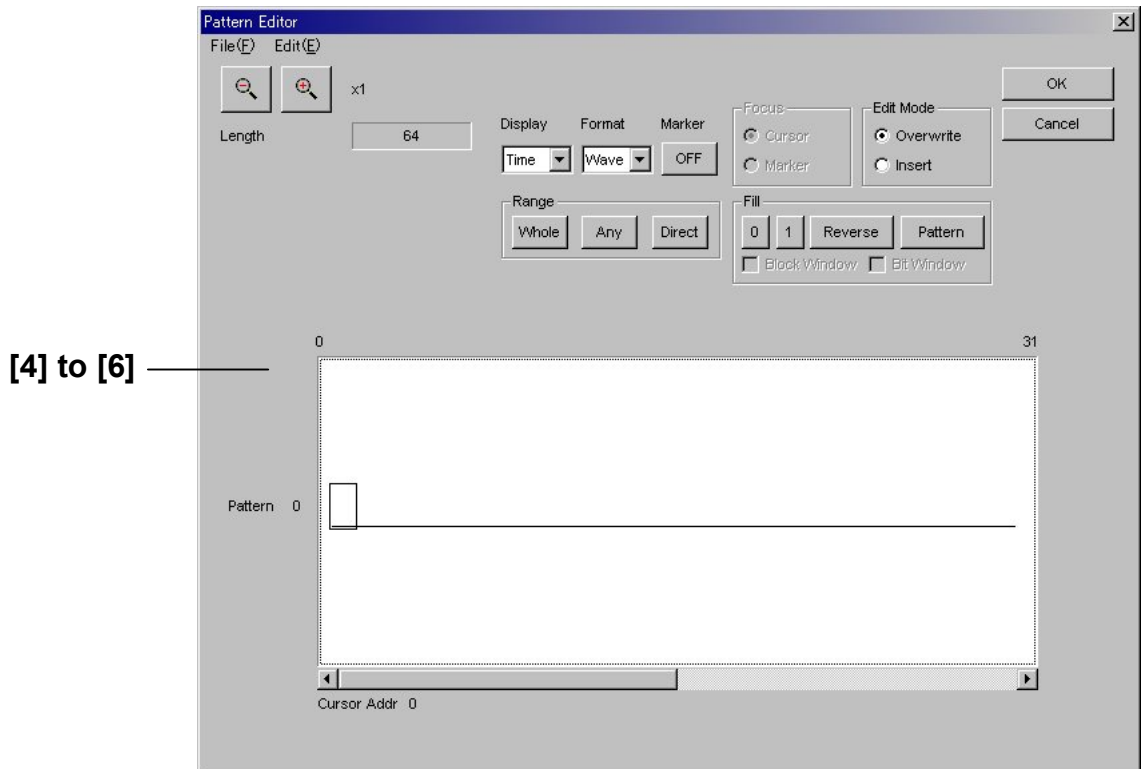 Pattern Editor
File(F) Edit(E)
x1
OK
Length 64
Display Format Marker
Focus
Edit Mode
Cancel
Time Wave OFF
Cursor
Overwrite
Marker
Insert
Range
Fill
Whole Any Direct
0 1 Reverse Pattern
Block Window Bit Window
0 31
[4] to [6]
Pattern 0
Cursor Addr 0